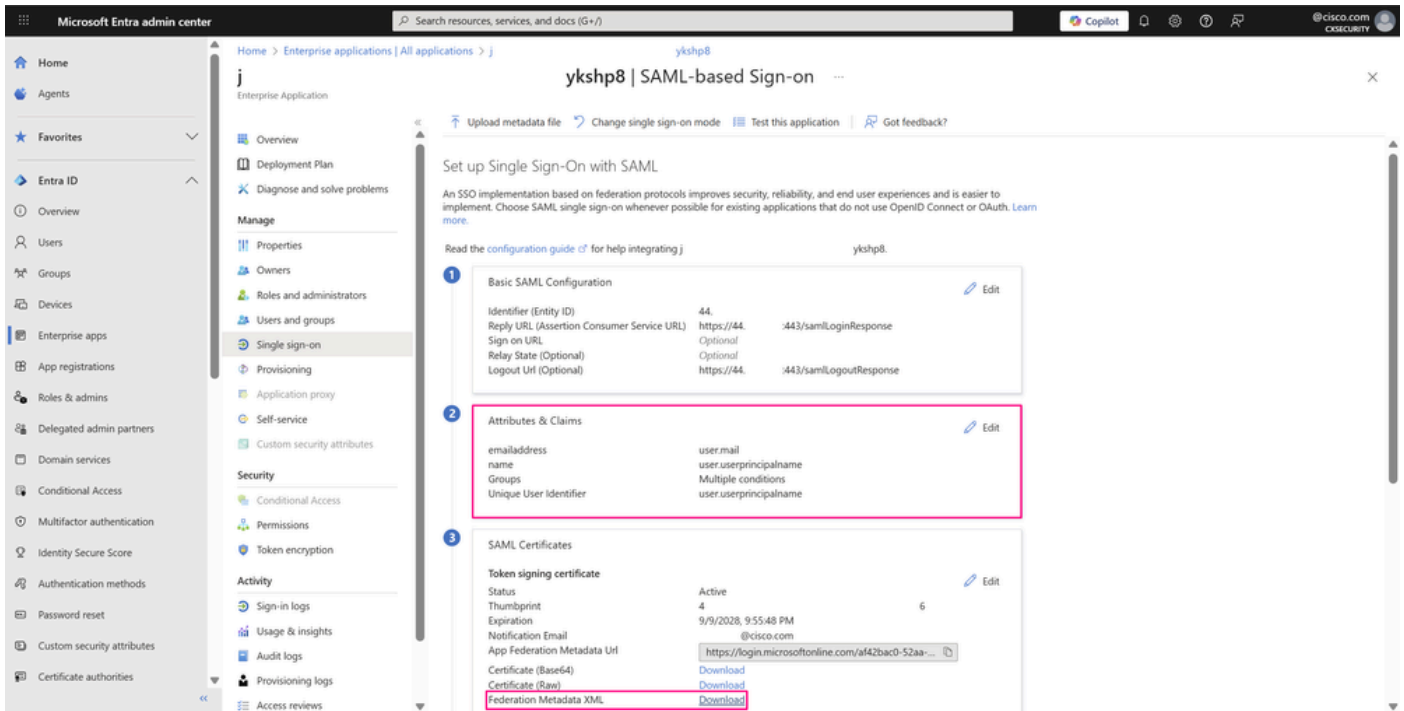 Microsoft Entra admin center
Search resources, services, and docs (G+/)
Copilot
@cisco.com
CXSECURITY
Home
Agents
Favorites
Entra ID
Overview
Users
Groups
Devices
Enterprise apps
App registrations
Roles & admins
Delegated admin partners
Domain services
Conditional Access
Multifactor authentication
Identity Secure Score
Authentication methods
Password reset
Custom security attributes
Certificate authorities
«
Home > Enterprise applications | All applications > j ykshp8
j ykshp8 | SAML-based Sign-on ...
Enterprise Application
«
Overview
Deployment Plan
Diagnose and solve problems
Manage
Properties
Owners
Roles and administrators
Users and groups
Single sign-on
Provisioning
Application proxy
Self-service
Custom security attributes
Security
Conditional Access
Permissions
Token encryption
Activity
Sign-in logs
Usage & insights
Audit logs
Provisioning logs
Access reviews
Upload metadata file Change single sign-on mode Test this application Got feedback?
Set up Single Sign-On with SAML
An SSO implementation based on federation protocols improves security, reliability, and end user experiences and is easier to
implement. Choose SAML single sign-on whenever possible for existing applications that do not use OpenID Connect or OAuth. Learn
more.
Read the configuration guide for help integrating j ykshp8.
1
Basic SAML Configuration
Edit
Identifier (Entity ID) 44.
Reply URL (Assertion Consumer Service URL) https://44. :443/samlLoginResponse
Sign on URL Optional
Relay State (Optional) Optional
Logout Url (Optional) https://44. :443/samlLogoutResponse
2
Attributes & Claims
Edit
emailaddress user.mail
name user.userprincipalname
Groups Multiple conditions
Unique User Identifier user.userprincipalname
3
SAML Certificates
Token signing certificate
Edit
Status Active
Thumbprint 4 6
Expiration 9/9/2028, 9:55:48 PM
Notification Email @cisco.com
App Federation Metadata Url https://login.microsoftonline.com/af42bac0-52aa-...
Certificate (Base64) Download
Certificate (Raw) Download
Federation Metadata XML Download